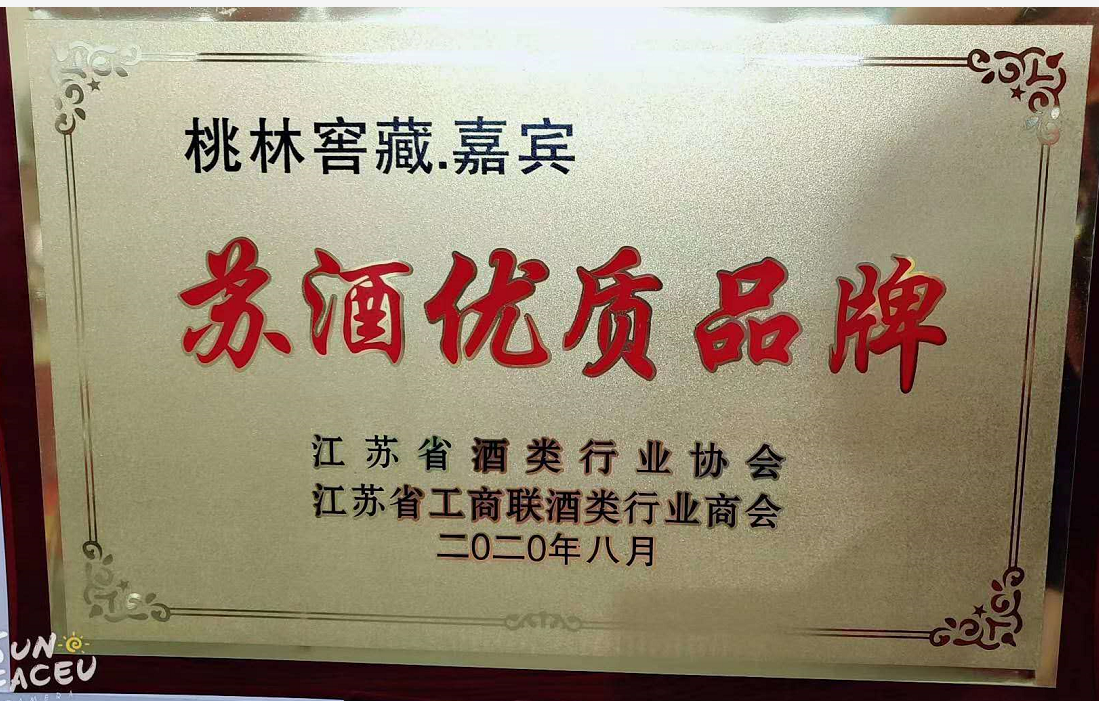 桃林窖藏.嘉宾
苏酒优质品牌
江苏省酒类行业协会
江苏省工商联酒类行业商会
二0二0年八月
SUN
FACEU